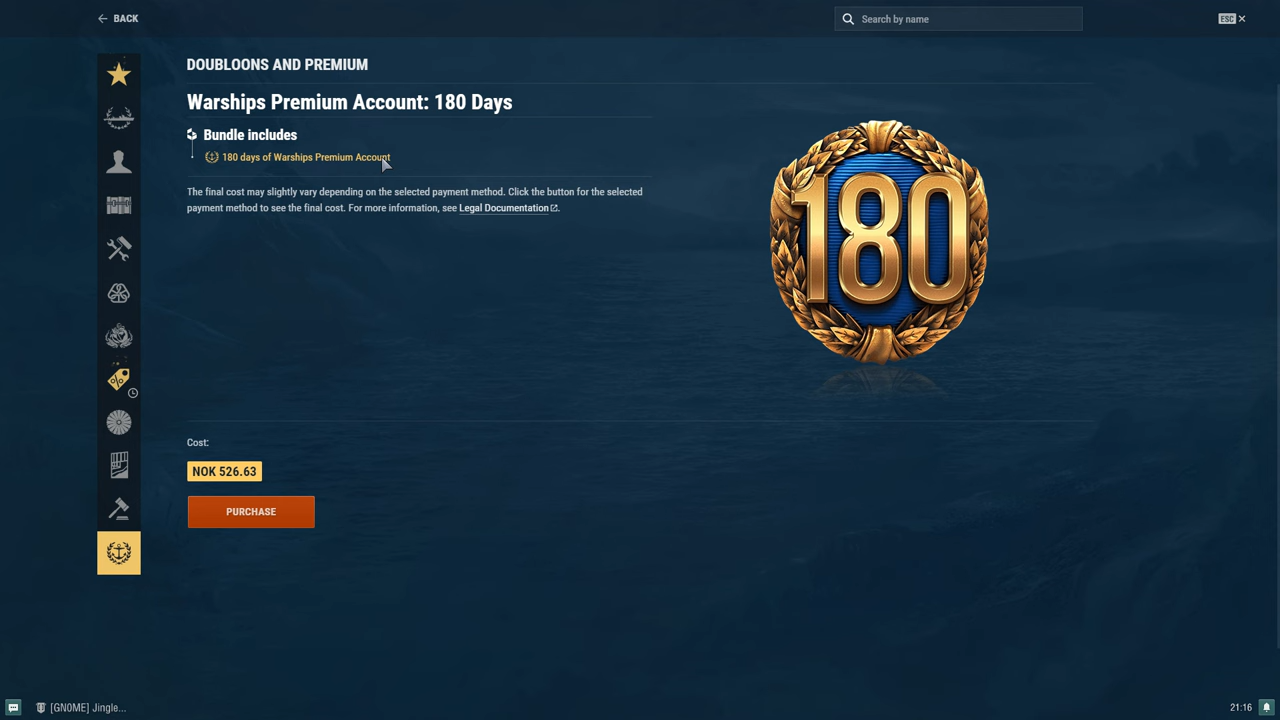 BACK
Search by name
ESC
DOUBLOONS AND PREMIUM
Warships Premium Account: 180 Days
Bundle includes
180 days of Warships Premium Account
The final cost may slightly vary depending on the selected payment method. Click the button for the selected
payment method to see the final cost. For more information, see Legal Documentation.
180
Cost:
NOK 526.63
PURCHASE
[GNOME] Jingle...
21:16